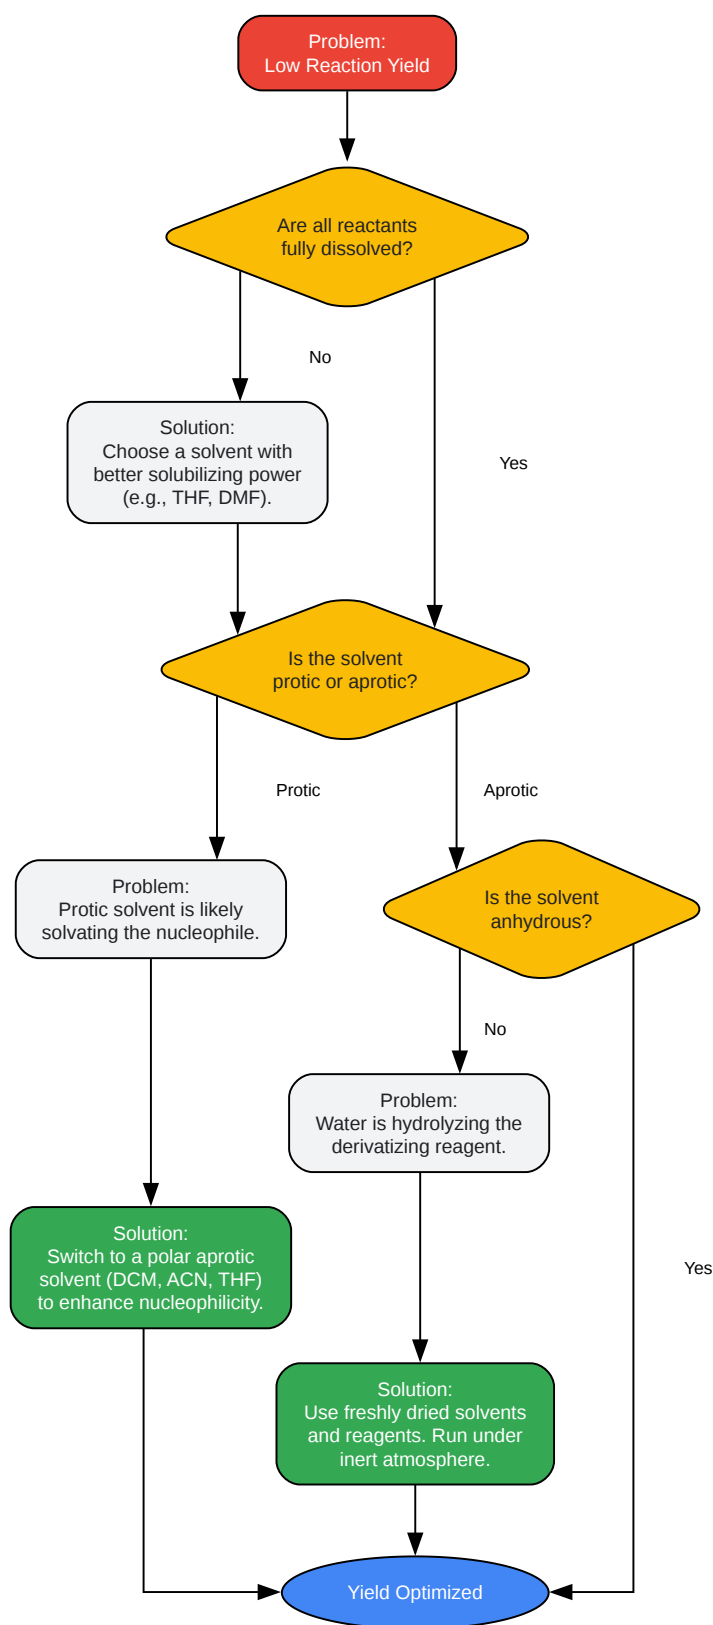 Problem:
Low Reaction Yield
Are all reactants
fully dissolved?
No
Solution:
Choose a solvent with
better solubilizing power
(e.g., THF, DMF).
Yes
Is the solvent
protic or aprotic?
Protic
Aprotic
Problem:
Protic solvent is likely
solvating the nucleophile.
Is the solvent
anhydrous?
No
Problem:
Water is hydrolyzing the
derivatizing reagent.
Solution:
Switch to a polar aprotic
solvent (DCM, ACN, THF)
to enhance nucleophilicity.
Yes
Solution:
Use freshly dried solvents
and reagents. Run under
inert atmosphere.
Yield Optimized